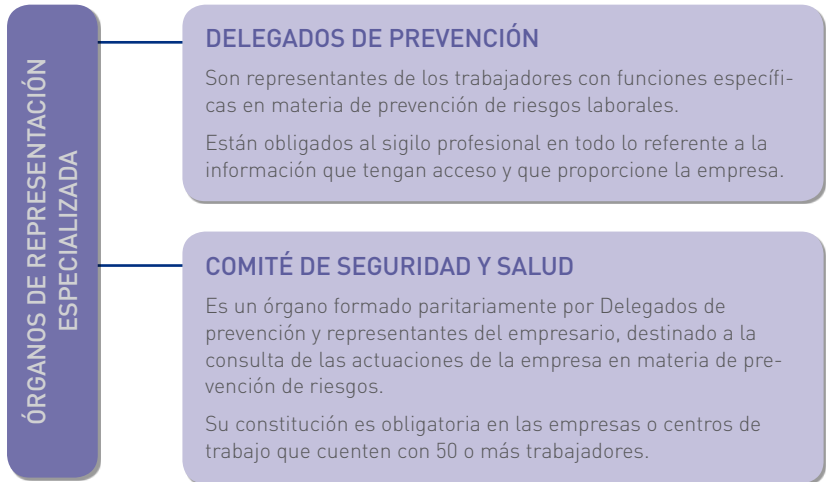 ÓRGANOS DE REPRESENTACIÓN
ESPECIALIZADA
DELEGADOS DE PREVENCIÓN
Son representantes de los trabajadores con funciones específi-
cas en materia de prevención de riesgos laborales.
Están obligados al sigilo profesional en todo lo referente a la
información que tengan acceso y que proporcione la empresa.
COMITÉ DE SEGURIDAD Y SALUD
Es un órgano formado paritariamente por Delegados de
prevención y representantes del empresario, destinado a la
consulta de las actuaciones de la empresa en materia de pre-
vención de riesgos.
Su constitución es obligatoria en las empresas o centros de
trabajo que cuenten con 50 o más trabajadores.